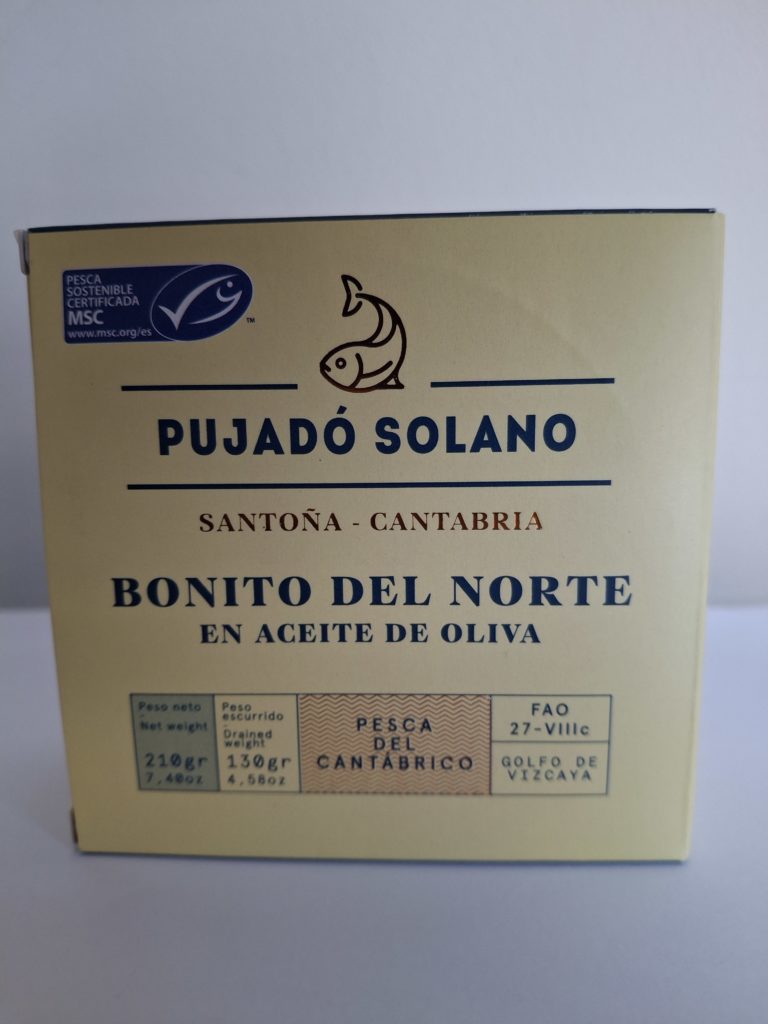 PESCA
SOSTENIBLE
CERTIFICADA
MSC
www.msc.org/es
TM
PUJADÓ SOLANO
SANTOÑA - CANTABRIA
BONITO DEL NORTE
EN ACEITE DE OLIVA
Peso neto
-
Net weight
210gr
7,40oz
Peso
escurrido
-
Drained
weight
130gr
4,58oz
PESCA
DEL
CANTÁBRICO
FAO
27-VIIIc
GOLFO DE
VIZCAYA